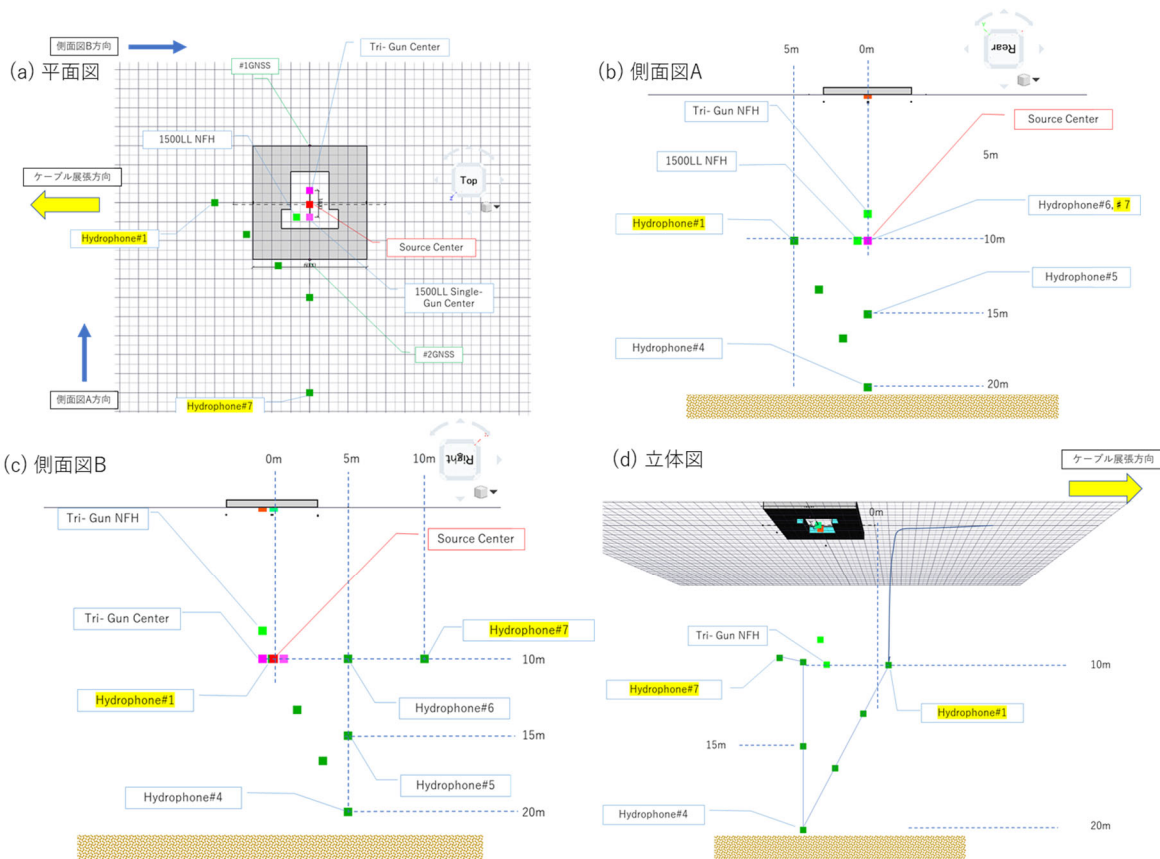 側面図B方向
(a) 平面図
Tri- Gun Center
#1GNSS
1500LL NFH
ケーブル展張方向
Top
Hydrophone#1
Source Center
1500LL Single-
Gun Center
#2GNSS
側面図A方向
Hydrophone#7
(b) 側面図A
5m
0m
Rear
Tri- Gun NFH
Source Center
1500LL NFH
5m
Hydrophone#6,♯7
Hydrophone#1
10m
Hydrophone#5
15m
Hydrophone#4
20m
(c) 側面図B
0m
5m
10m
Right
Tri- Gun NFH
Source Center
Tri- Gun Center
Hydrophone#7
10m
Hydrophone#1
Hydrophone#6
15m
Hydrophone#5
Hydrophone#4
20m
(d) 立体図
ケーブル展張方向
0m
Tri- Gun NFH
10m
Hydrophone#7
Hydrophone#1
15m
Hydrophone#4
20m